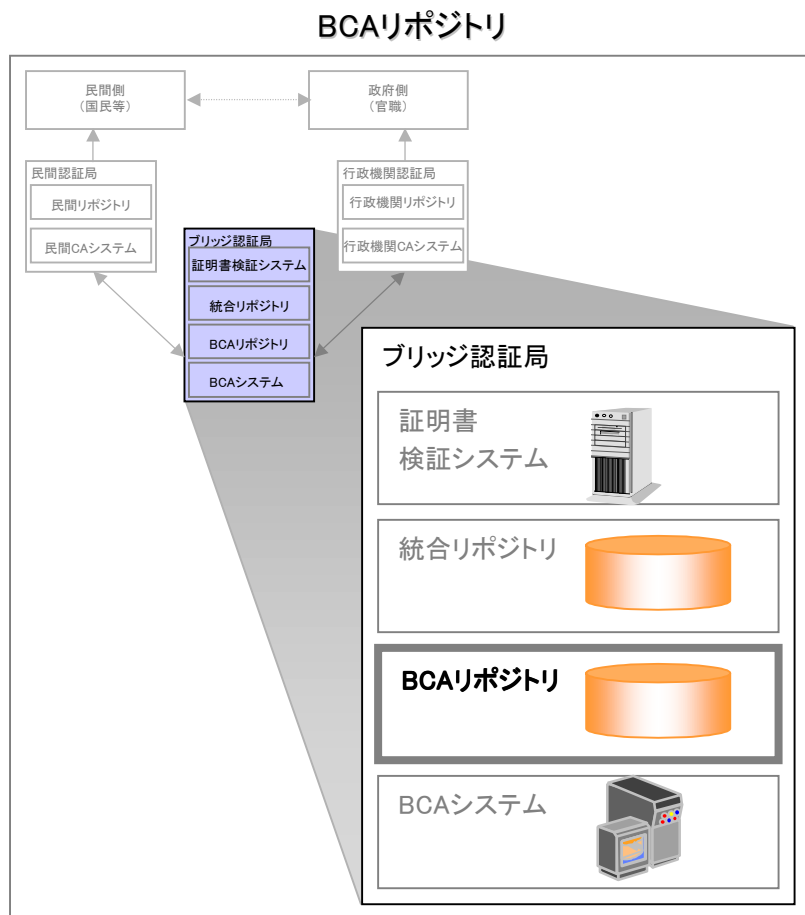 BCAリポジトリ
民間側
（国民等）
政府側
（官職）
民間認証局
民間リポジトリ
民間CAシステム
行政機関認証局
行政機関リポジトリ
行政機関CAシステム
ブリッジ認証局
証明書検証システム
統合リポジトリ
BCAリポジトリ
BCAシステム
ブリッジ認証局
証明書
検証システム
統合リポジトリ
BCAリポジトリ
BCAシステム